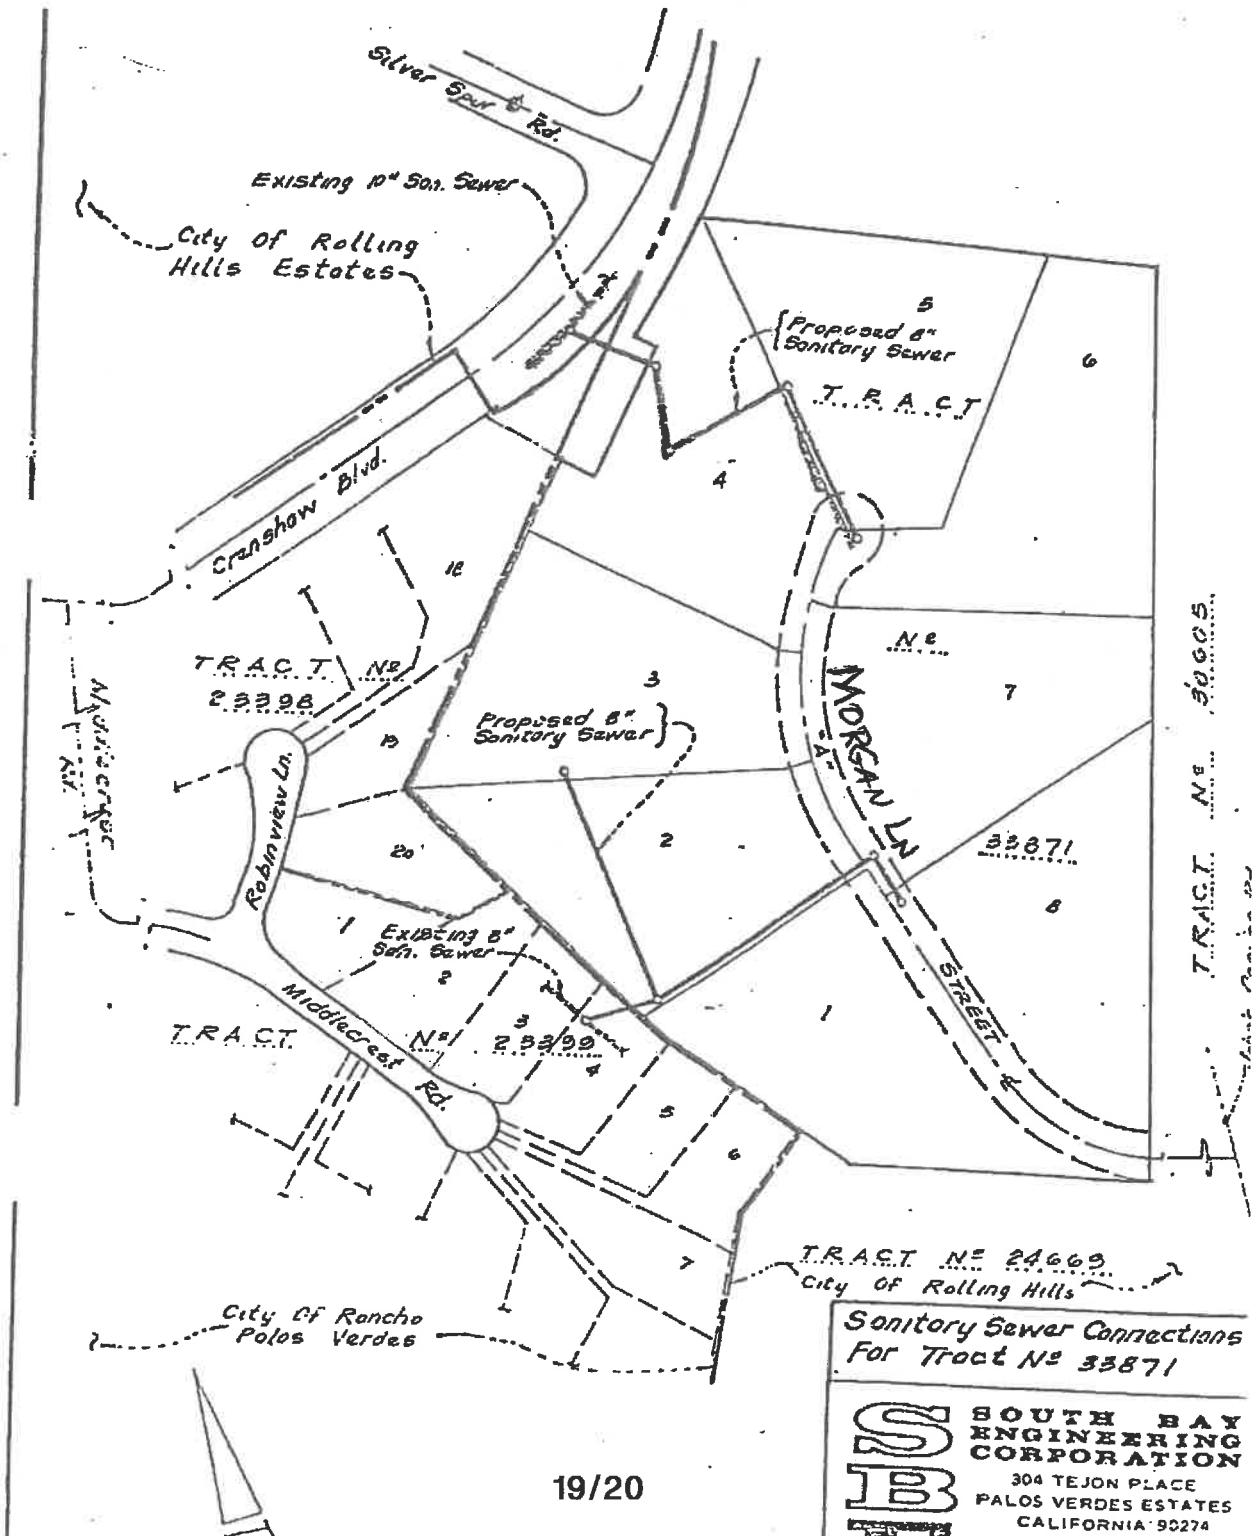 Silver Spur Rd.
Existing 10" San. Sewer
City Of Rolling
Hills Estates
5
Proposed 8"
Sanitary Sewer
6
TRACT
4
Crenshaw Blvd.
18
TRACT Nº
23398
Nº
3
7
MORGAN LN
"A"
Proposed 8"
Sanitary Sewer
19
Robinview Ln.
2
33871
20
8
1
Existing 8"
San. Sewer
2
STREET
1
Middlecrest Rd.
TRACT Nº 23399
3
4
5
6
7
TRACT Nº 30605
TRACT Nº 24669
City Of Rolling Hills
City Of Rancho
Palos Verdes
Sanitary Sewer Connections
For Tract Nº 33871
SOUTH BAY
ENGINEERING
CORPORATION
304 TEJON PLACE
PALOS VERDES ESTATES
CALIFORNIA 90274
SB
19/20